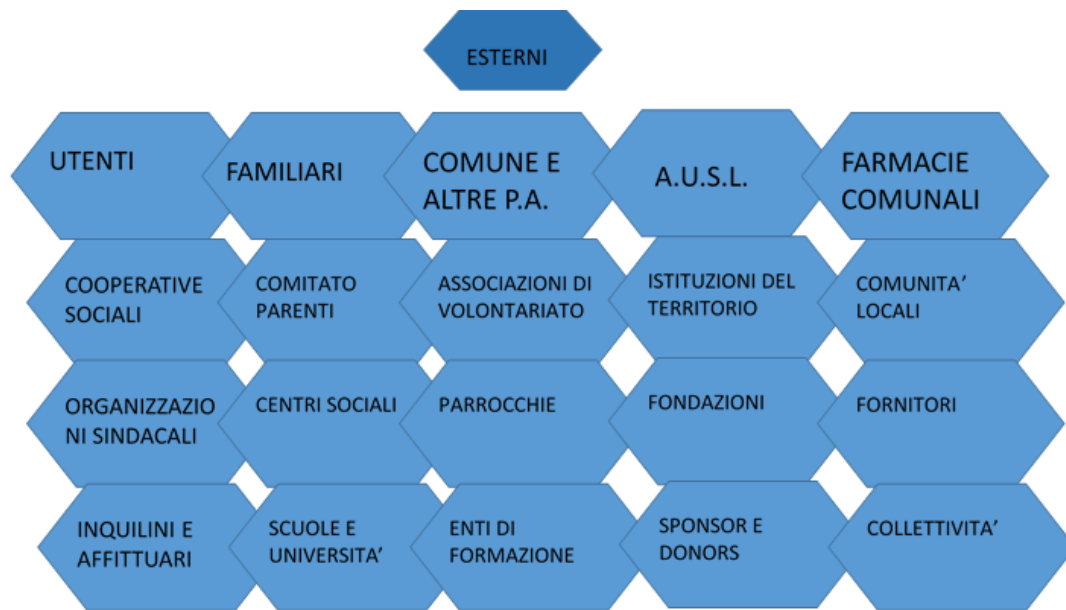 ESTERNI
UTENTI
FAMILIARI
COMUNE E
ALTRE P.A.
A.U.S.L.
FARMACIE
COMUNALI
COOPERATIVE
SOCIALI
COMITATO
PARENTI
ASSOCIAZIONI DI
VOLONTARIATO
ISTITUZIONI DEL
TERRITORIO
COMUNITA’
LOCALI
ORGANIZZAZIO
NI SINDACALI
CENTRI SOCIALI
PARROCCHIE
FONDAZIONI
FORNITORI
INQUILINI E
AFFITTUARI
SCUOLE E
UNIVERSITA’
ENTI DI
FORMAZIONE
SPONSOR E
DONORS
COLLETTIVITA’